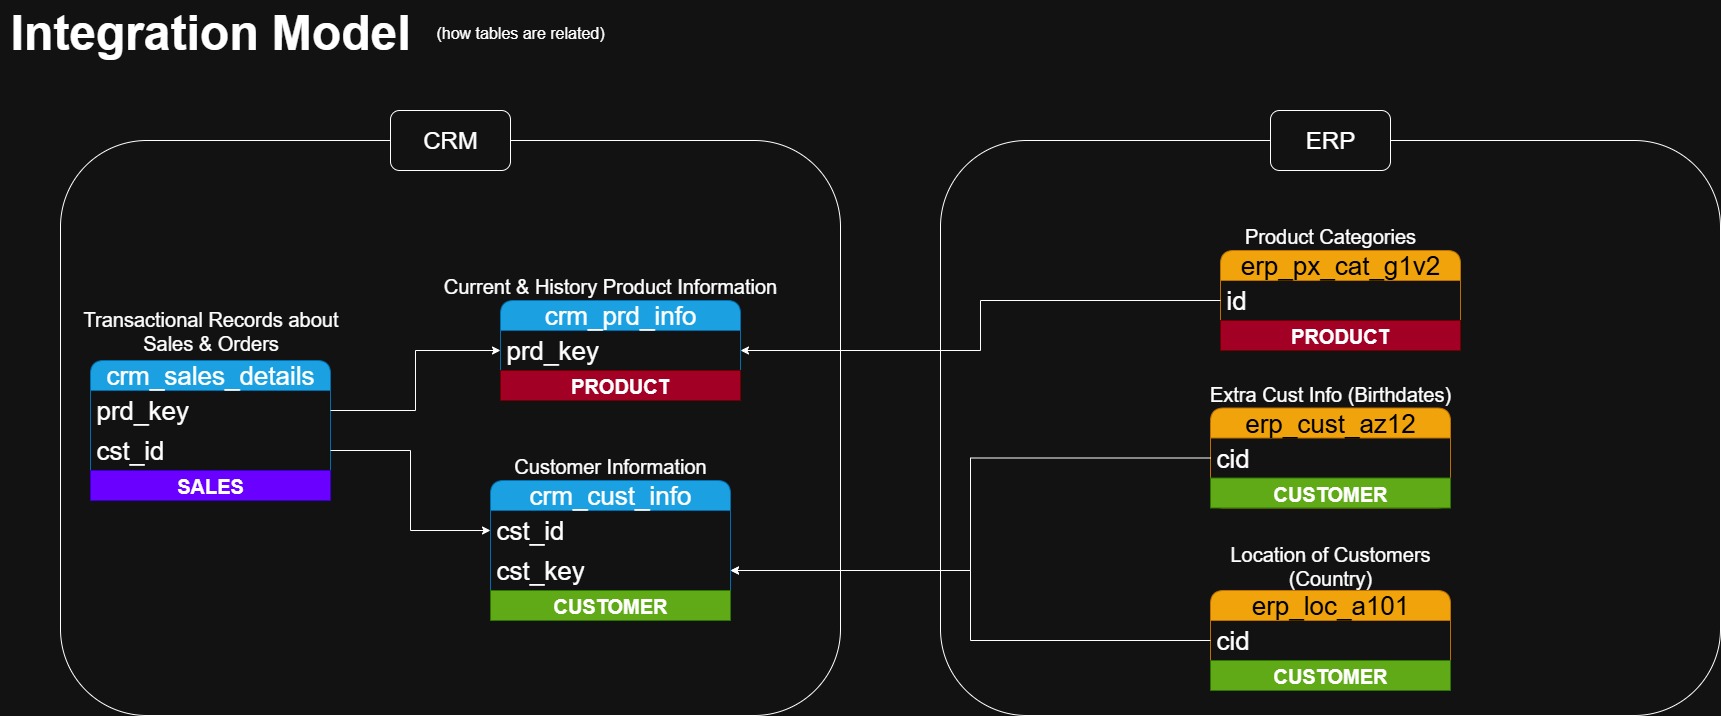 Integration Model
(how tables are related)
CRM
Transactional Records about
Sales & Orders
crm_sales_details
prd_key
cst_id
SALES
Current & History Product Information
crm_prd_info
prd_key
PRODUCT
Customer Information
crm_cust_info
cst_id
cst_key
CUSTOMER
ERP
Product Categories
erp_px_cat_g1v2
id
PRODUCT
Extra Cust Info (Birthdates)
erp_cust_az12
cid
CUSTOMER
Location of Customers
(Country)
erp_loc_a101
cid
CUSTOMER